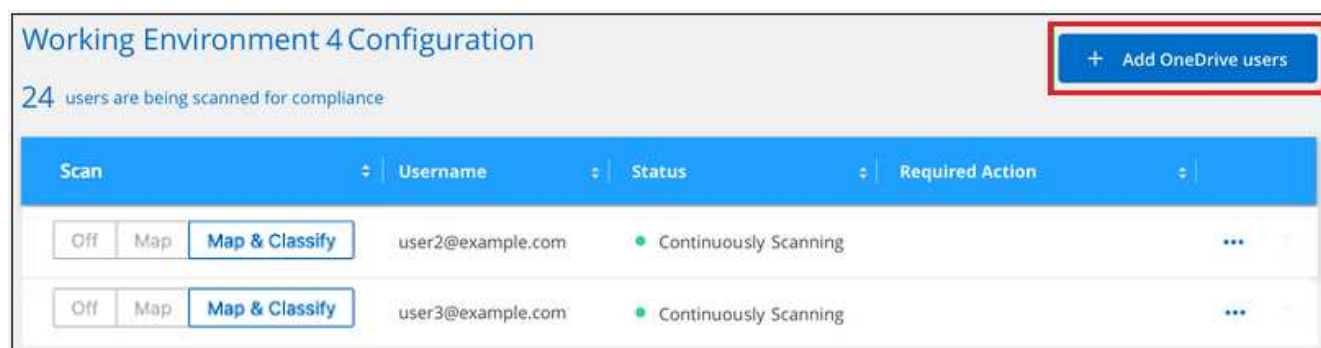 Working Environment 4 Configuration
+ Add OneDrive users
24 users are being scanned for compliance
Scan Username Status Required Action
Off Map Map & Classify user2@example.com Continuously Scanning ...
Off Map Map & Classify user3@example.com Continuously Scanning ...